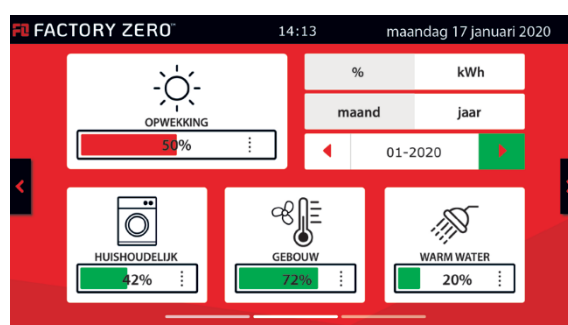 FACTORY ZERO™ 14:13 maandag 17 januari 2020
% kWh
OPWEKKING
maand jaar
50%
01-2020
HUISHOUDELIJK GEBOUW WARM WATER
42% 72% 20%